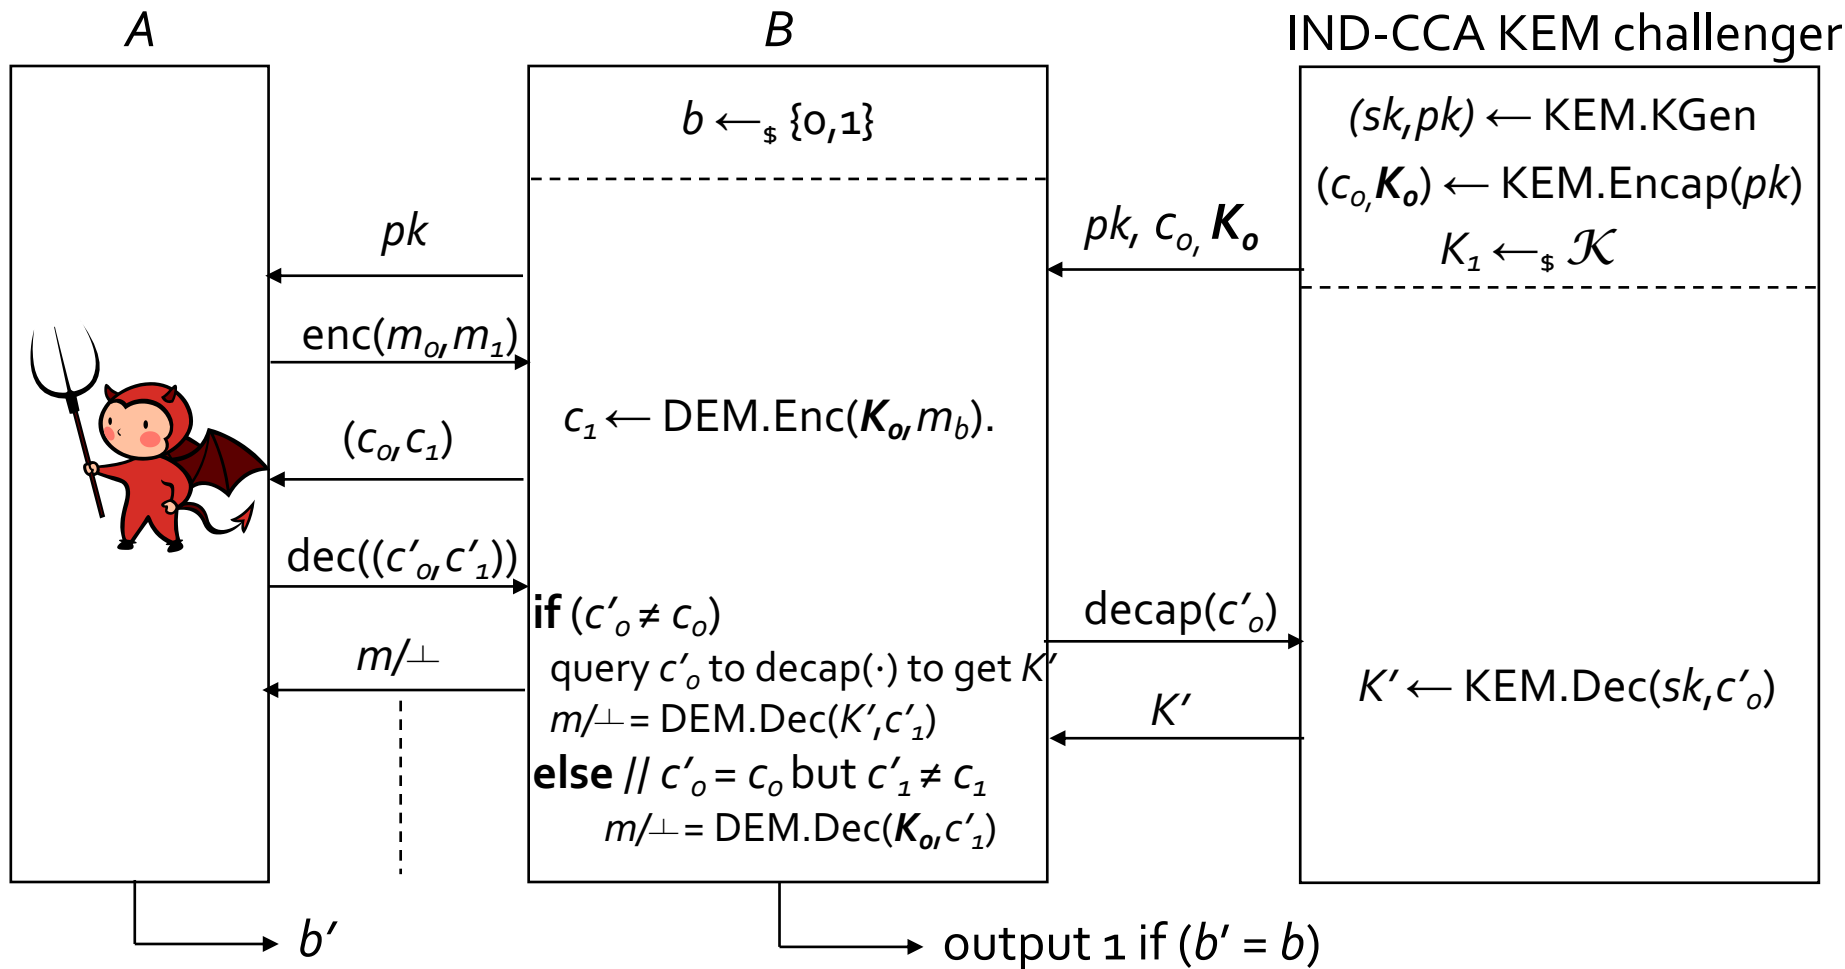 A
B
IND-CCA KEM challenger
b ⟵$ {0,1}
(sk,pk) ⟵ KEM.KGen
(c0, K0) ⟵ KEM.Encap(pk)
K1 ⟵$ 𝒦
pk
pk, c0, K0
enc(m0, m1)
c1 ⟵ DEM.Enc(K0, mb).
(c0, c1)
dec((c′0, c′1))
if (c′0 ≠ c0)
decap(c′0)
m/⊥
query c′0 to decap(·) to get K′
K′ ⟵ KEM.Dec(sk,c′0)
m/⊥ = DEM.Dec(K′,c′1)
K′
else // c′0 = c0 but c′1 ≠ c1
m/⊥ = DEM.Dec(K0, c′1)
b′
output 1 if (b′ = b)